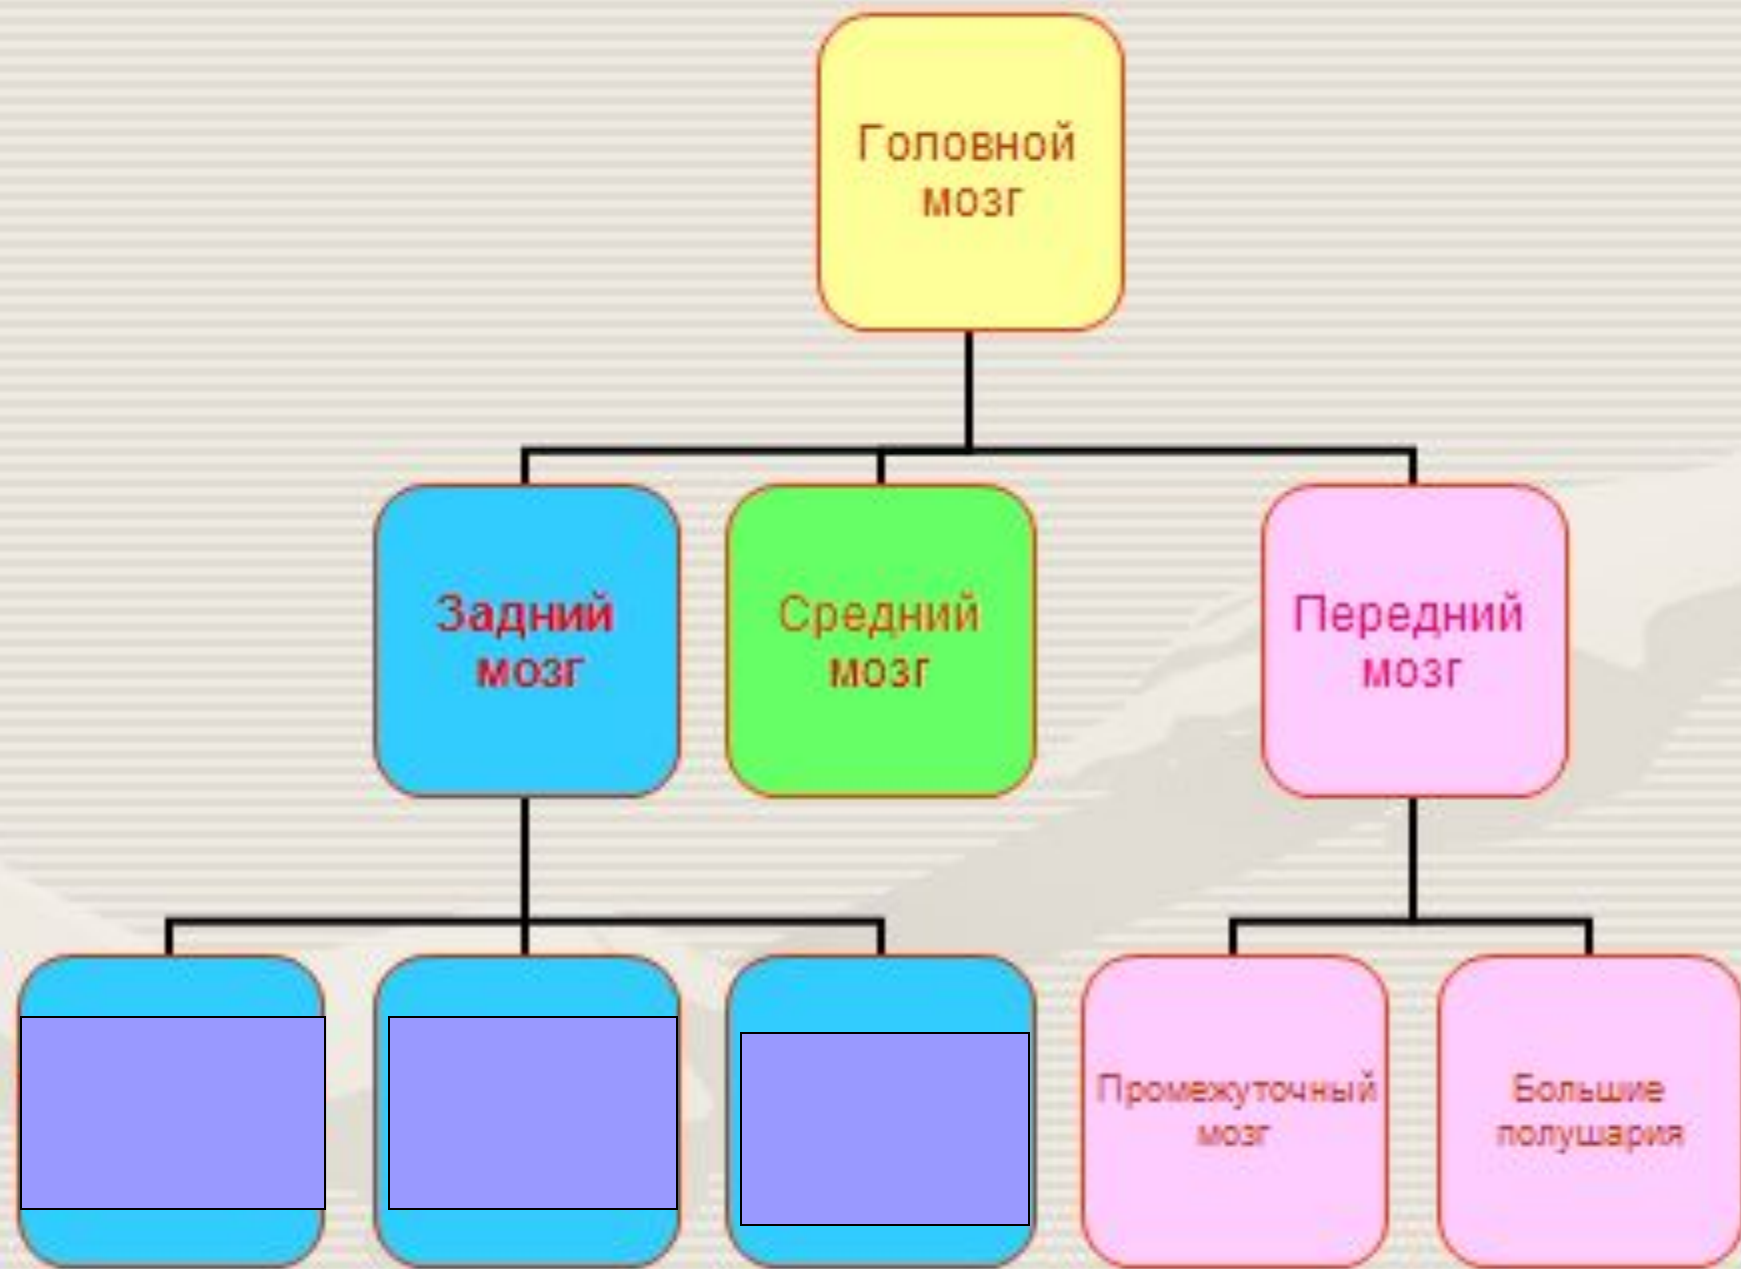 Головной
мозг
Задний
мозг
Средний
мозг
Передний
мозг
Промежуточный
мозг
Большие
полушария